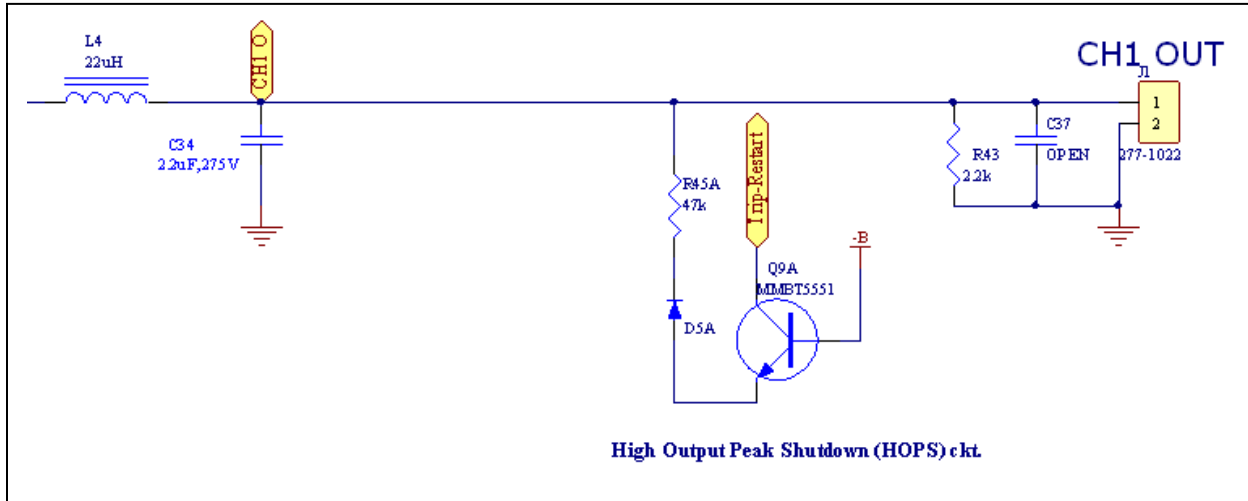 L4
22uH
CH1 O
CH1 OUT
J1
1
2
277-1022
C34
2.2uF,275V
C37
OPEN
R43
2.2k
R45A
47k
Trip-Restart
-B
Q9A
MMBT5551
D5A
High Output Peak Shutdown (HOPS) ckt.